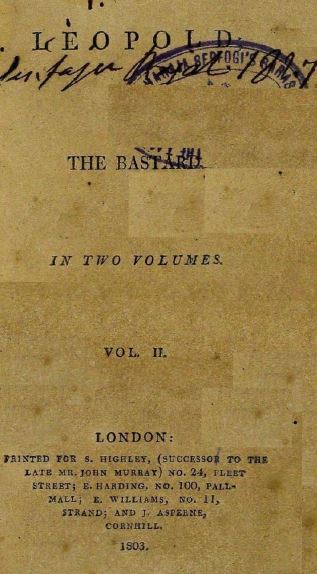 LEOPOLD
THE BASTARD.
IN TWO VOLUMES.
VOL. II.
LONDON:
PRINTED FOR S. HIGHLEY, (SUCCESSOR TO THE
LATE MR. JOHN MURRAY) NO. 24, FLEET
STREET; E. HARDING, NO. 100, PALL-
MALL; E. WILLIAMS, NO. 11,
STRAND; AND J. ASPERNE,
CORNHILL.
1803.